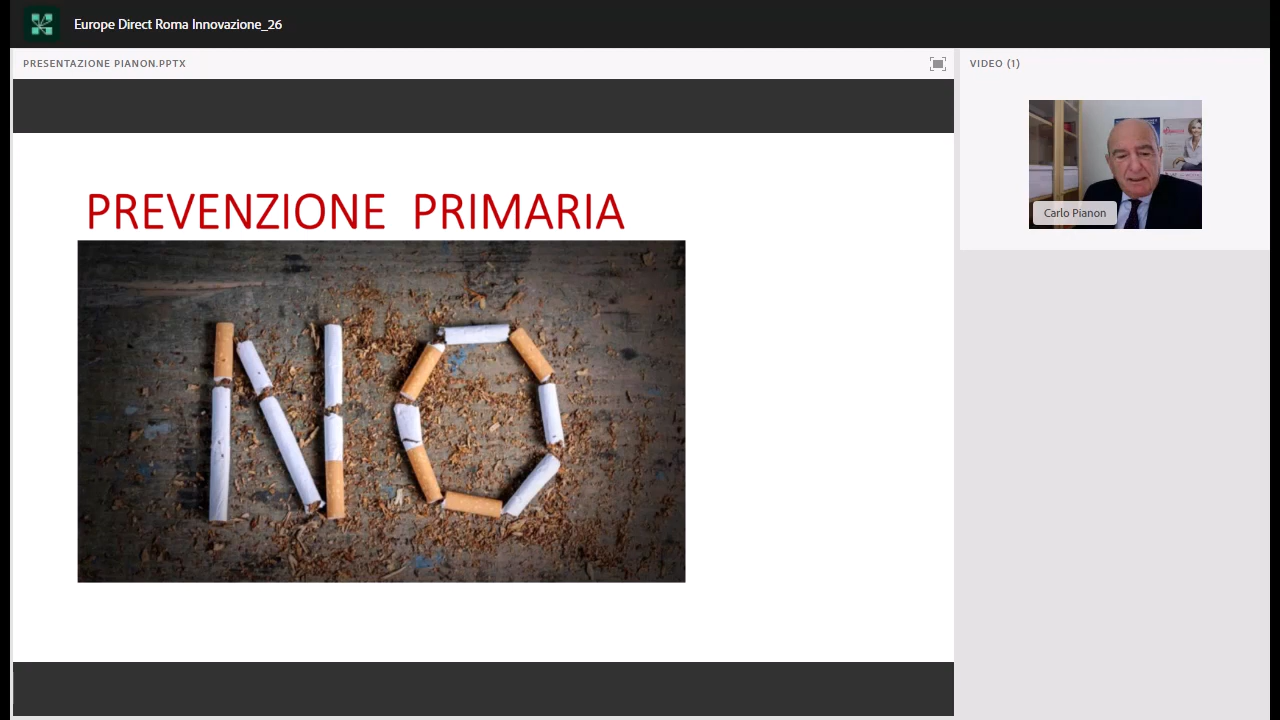 Europe Direct Roma Innovazione_26
PRESENTAZIONE PIANON.PPTX
VIDEO (1)
PREVENZIONE PRIMARIA
NO
Carlo Pianon